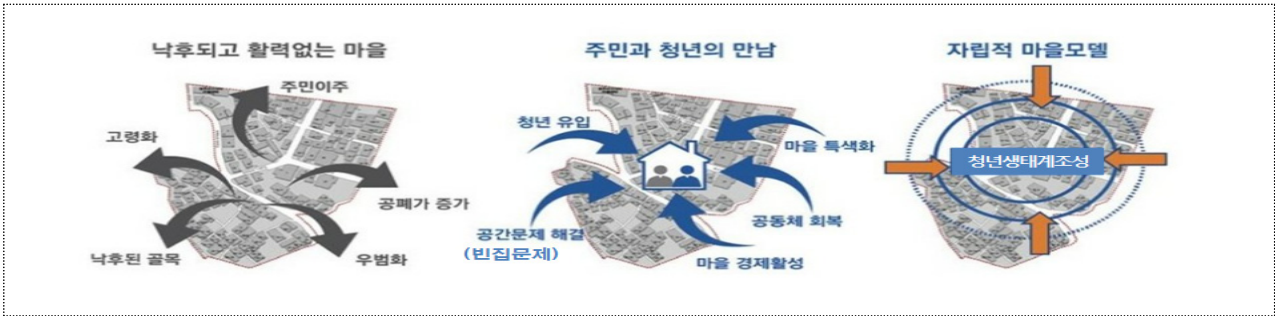 낙후되고 활력없는 마을
주민이주
고령화
공폐가 증가
낙후된 골목
우범화
주민과 청년의 만남
청년 유입
마을 특색화
공간문제 해결
(빈집문제)
공동체 회복
마을 경제활성
자립적 마을모델
청년생태계조성